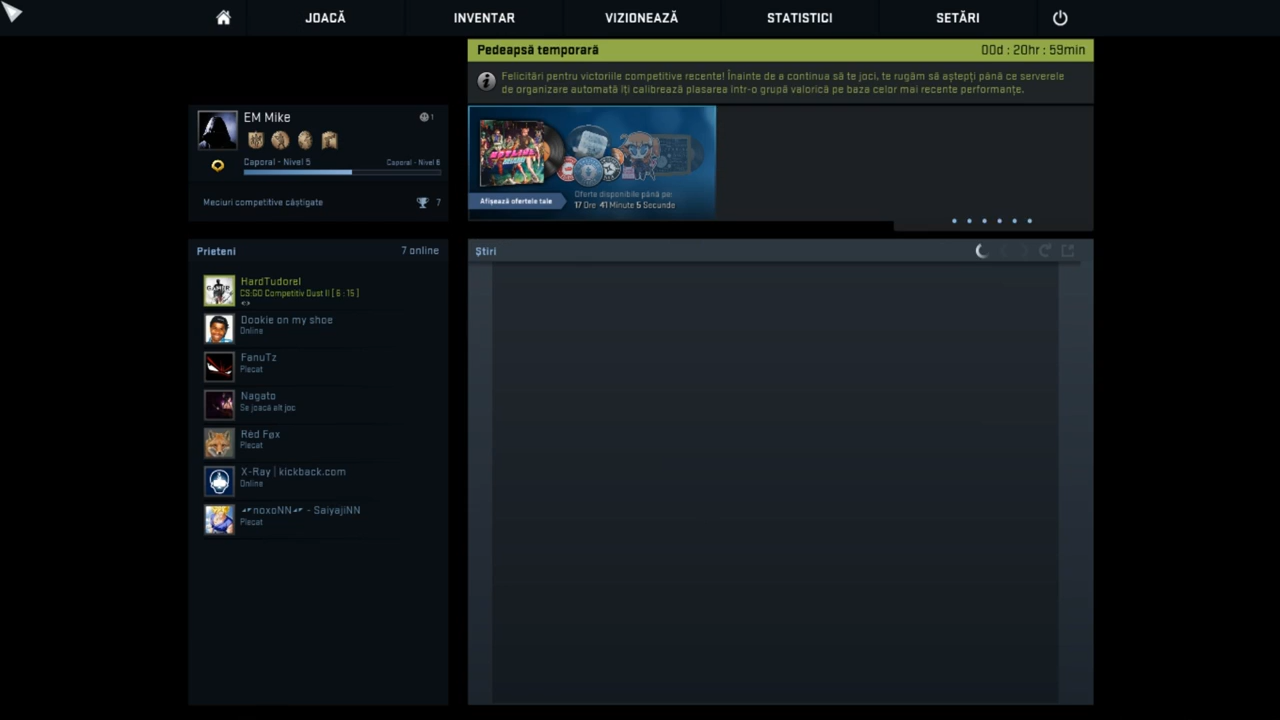 JOACĂ
INVENTAR
VIZIONEAZĂ
STATISTICI
SETĂRI
Pedeapsă temporară
00d : 20hr : 59min
Felicitări pentru victoriile competitive recente! Înainte de a continua să te joci, te rugăm să aștepți până ce serverele
de organizare automată îți calibrează plasarea într-o grupă valorică pe baza celor mai recente performanțe.
EM Mike
1
Caporal - Nivel 5
Caporal - Nivel 6
Meciuri competitive câștigate
7
HOTLINE
MIAMI
Afișează ofertele tale
Oferte disponibile până pe:
17 Ore 41 Minute 5 Secunde
Prieteni
7 online
HardTudorel
CS:GO Competitiv Dust II [ 6 : 15 ]
Dookie on my shoe
Online
FanuTz
Plecat
Nagato
Se joacă alt joc
Rėd Føx
Plecat
X-Ray | kickback.com
Online
noxoNN - SaiyajiNN
Plecat
Știri